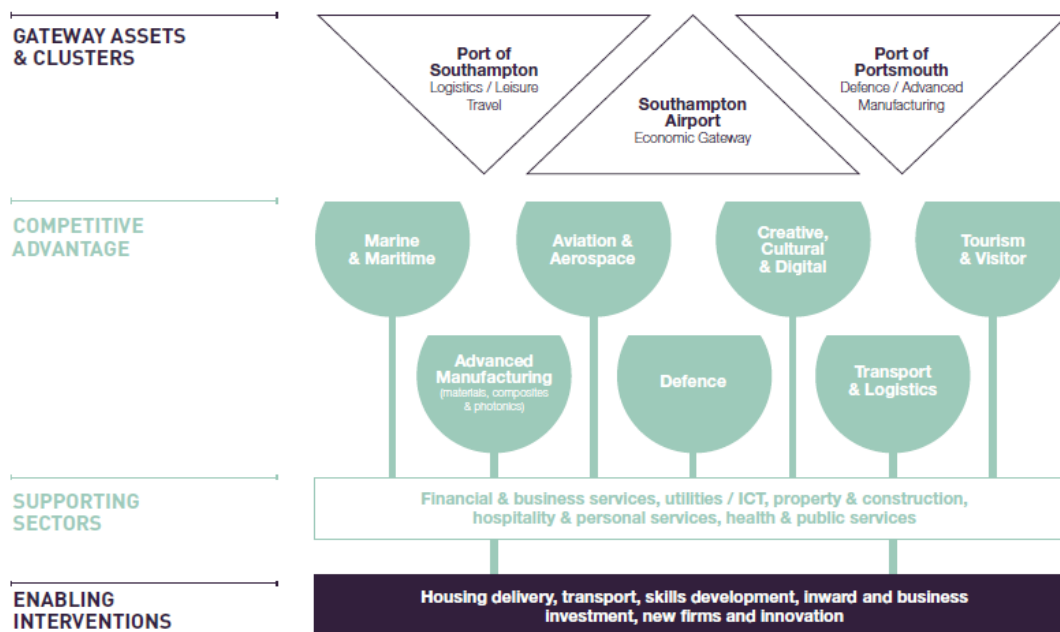 GATEWAY ASSETS
& CLUSTERS
Port of
Southampton
Logistics / Leisure
Travel
Southampton
Airport
Economic Gateway
Port of
Portsmouth
Defence / Advanced
Manufacturing
COMPETITIVE
ADVANTAGE
Marine
& Maritime
Aviation &
Aerospace
Creative,
Cultural
& Digital
Tourism
& Visitor
Advanced
Manufacturing
(materials, composites
& photonics)
Defence
Transport
& Logistics
SUPPORTING
SECTORS
Financial & business services, utilities / ICT, property & construction,
hospitality & personal services, health & public services
ENABLING
INTERVENTIONS
Housing delivery, transport, skills development, inward and business
investment, new firms and innovation